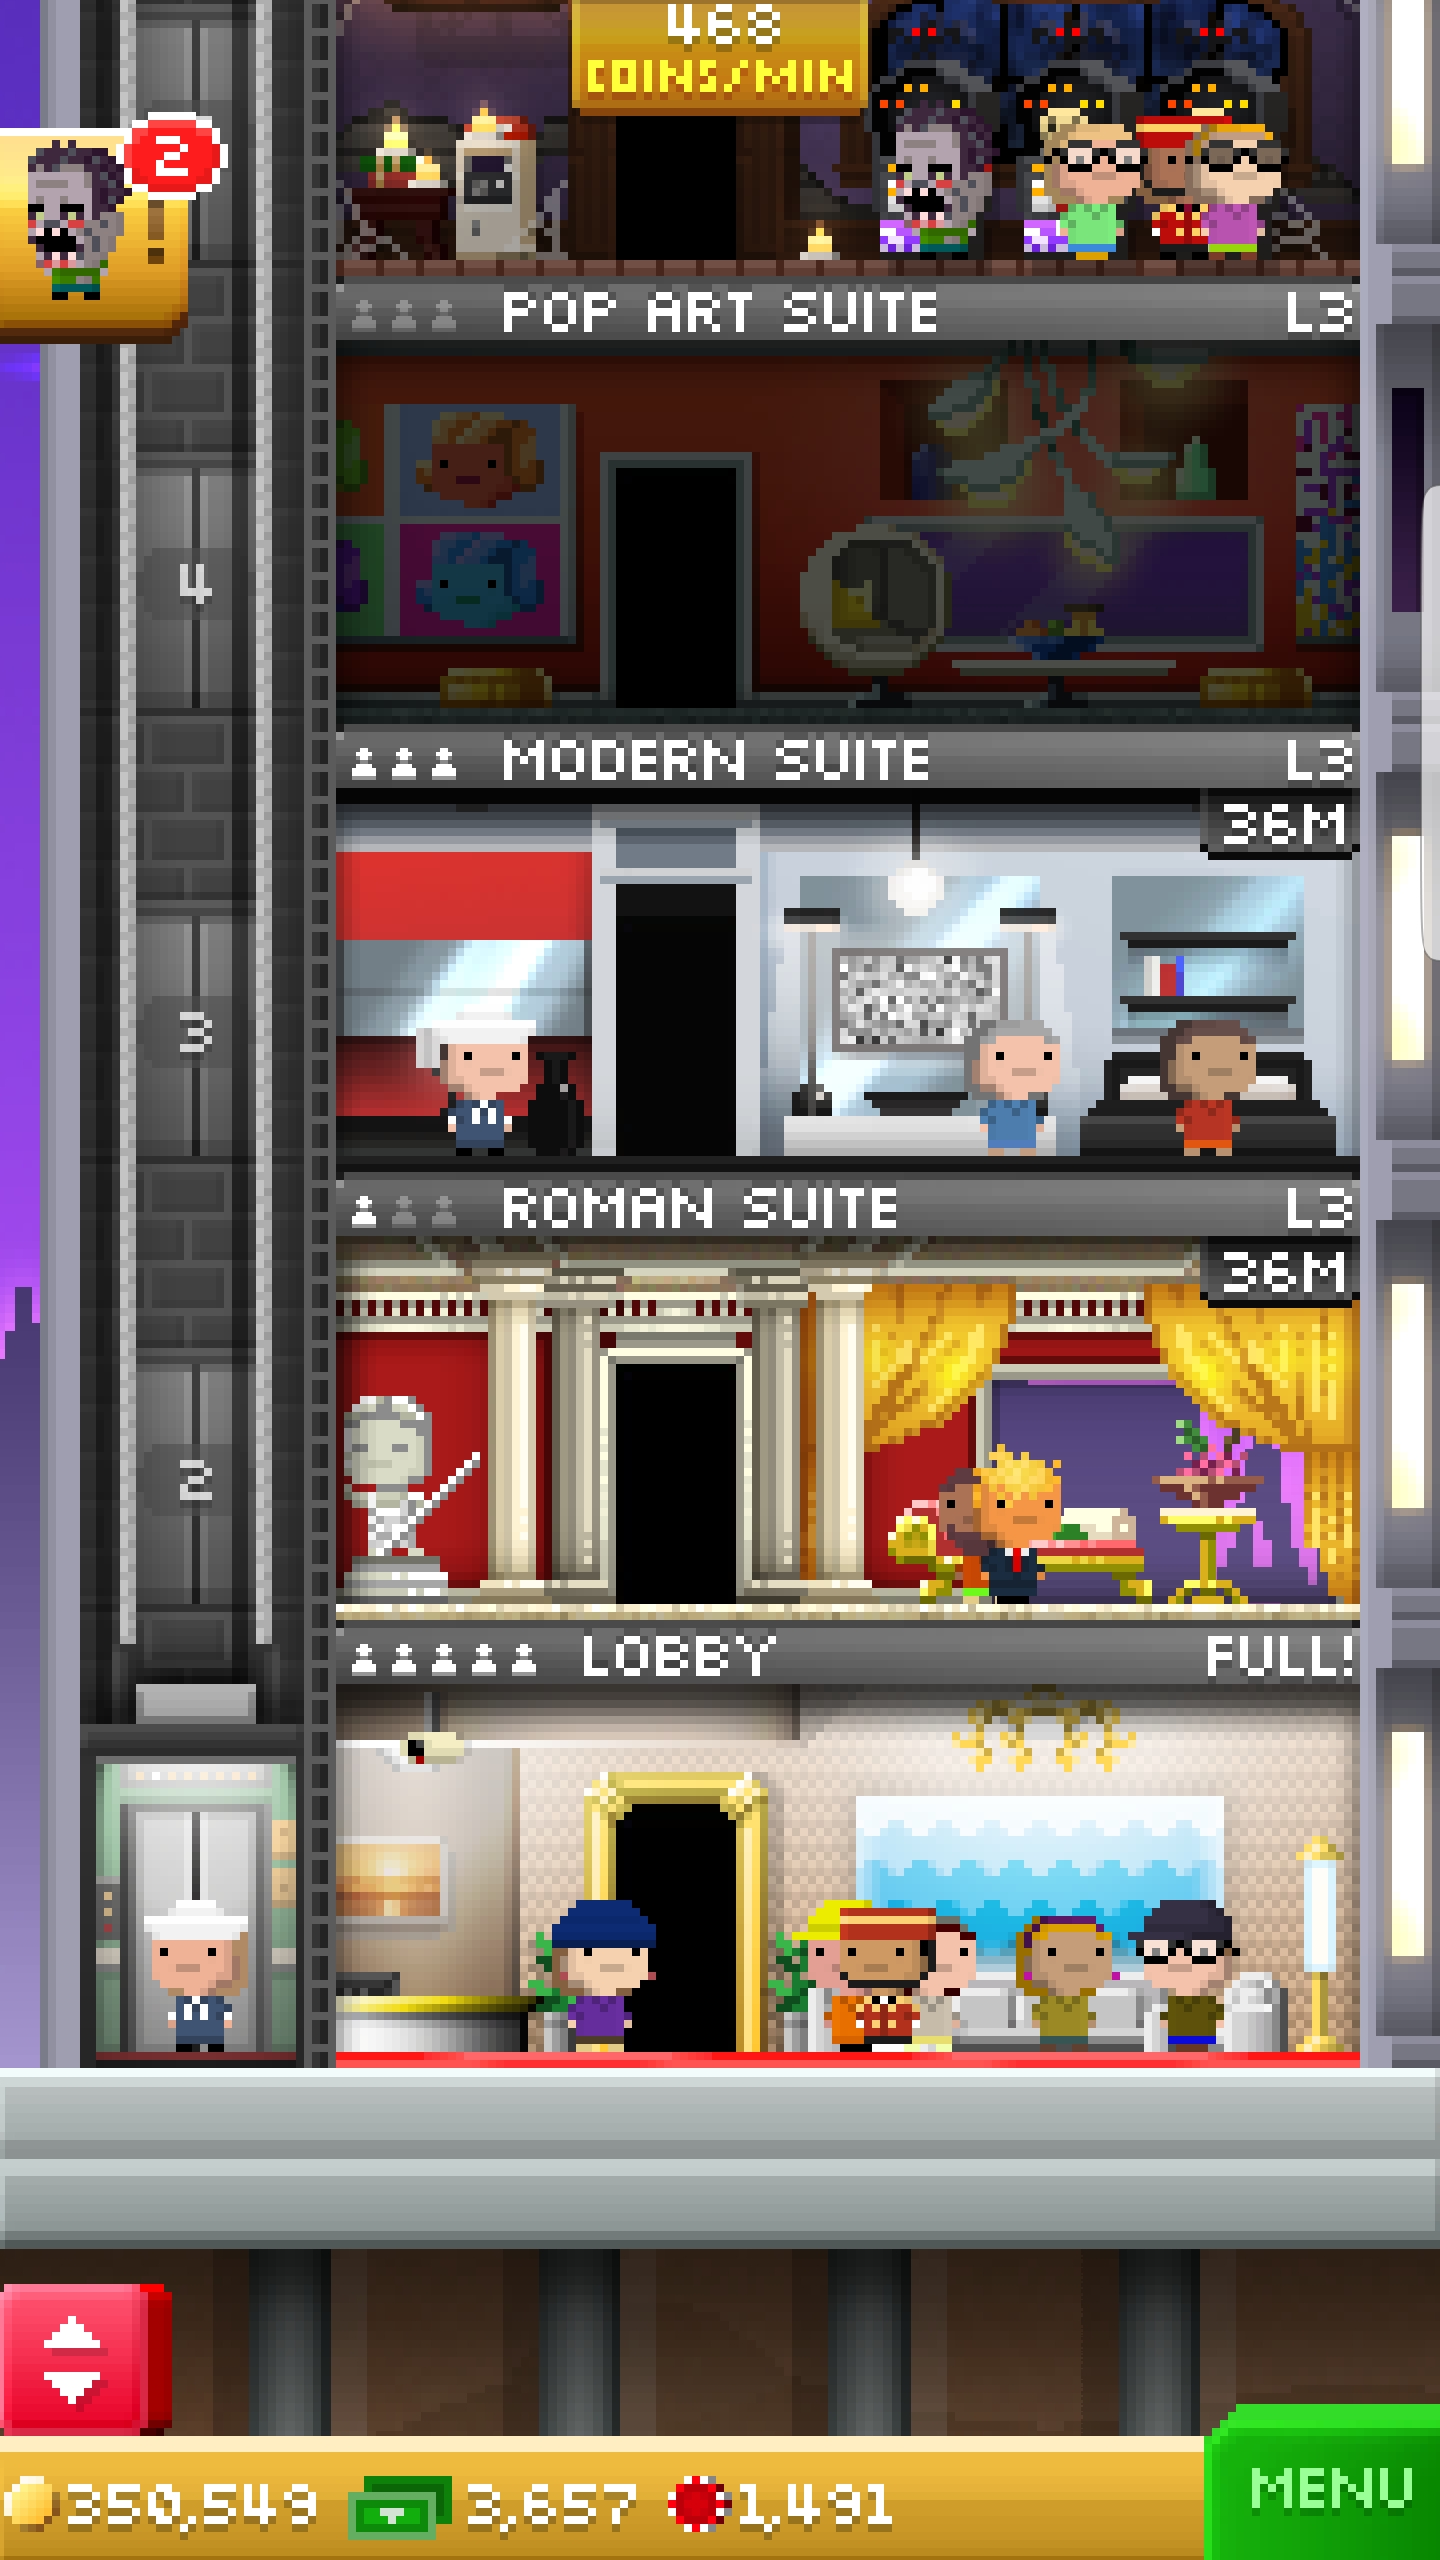 468
COINS/MIN
2
!
POP ART SUITE L3
4
MODERN SUITE L3
36M
3
ROMAN SUITE L3
36M
2
LOBBY FULL!
350,549 3,657 1,491
MENU